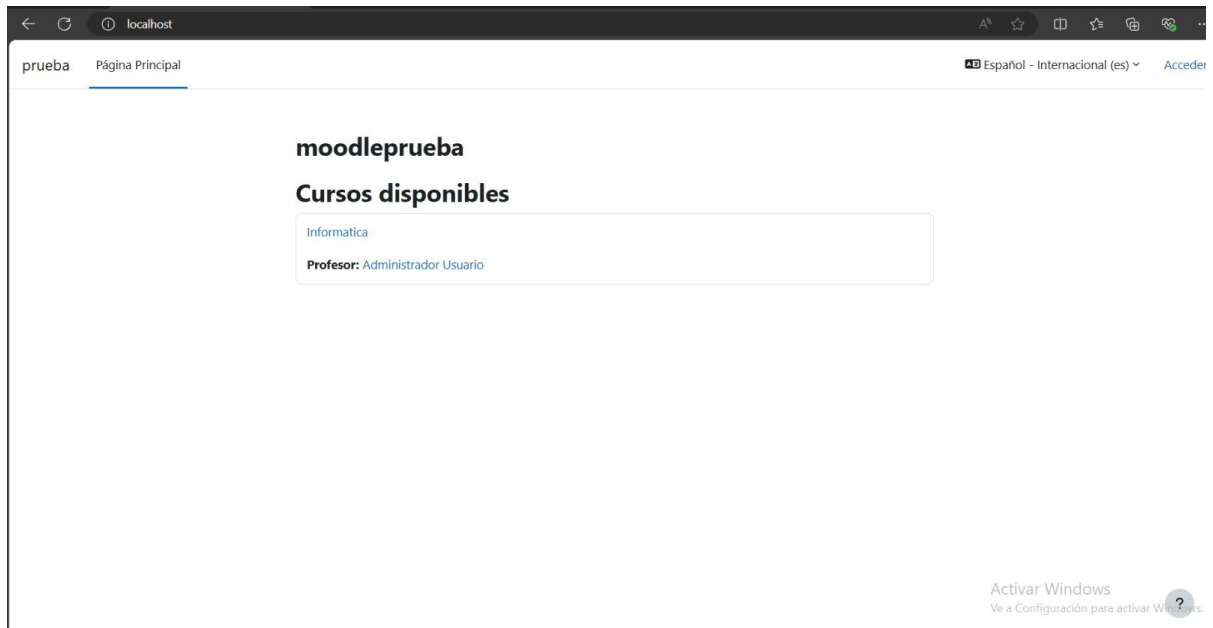 localhost
prueba Página Principal Español - Internacional (es) Acceder
moodleprueba
Cursos disponibles
Informatica
Profesor: Administrador Usuario
Activar Windows
Ve a Configuración para activar Windows.
?